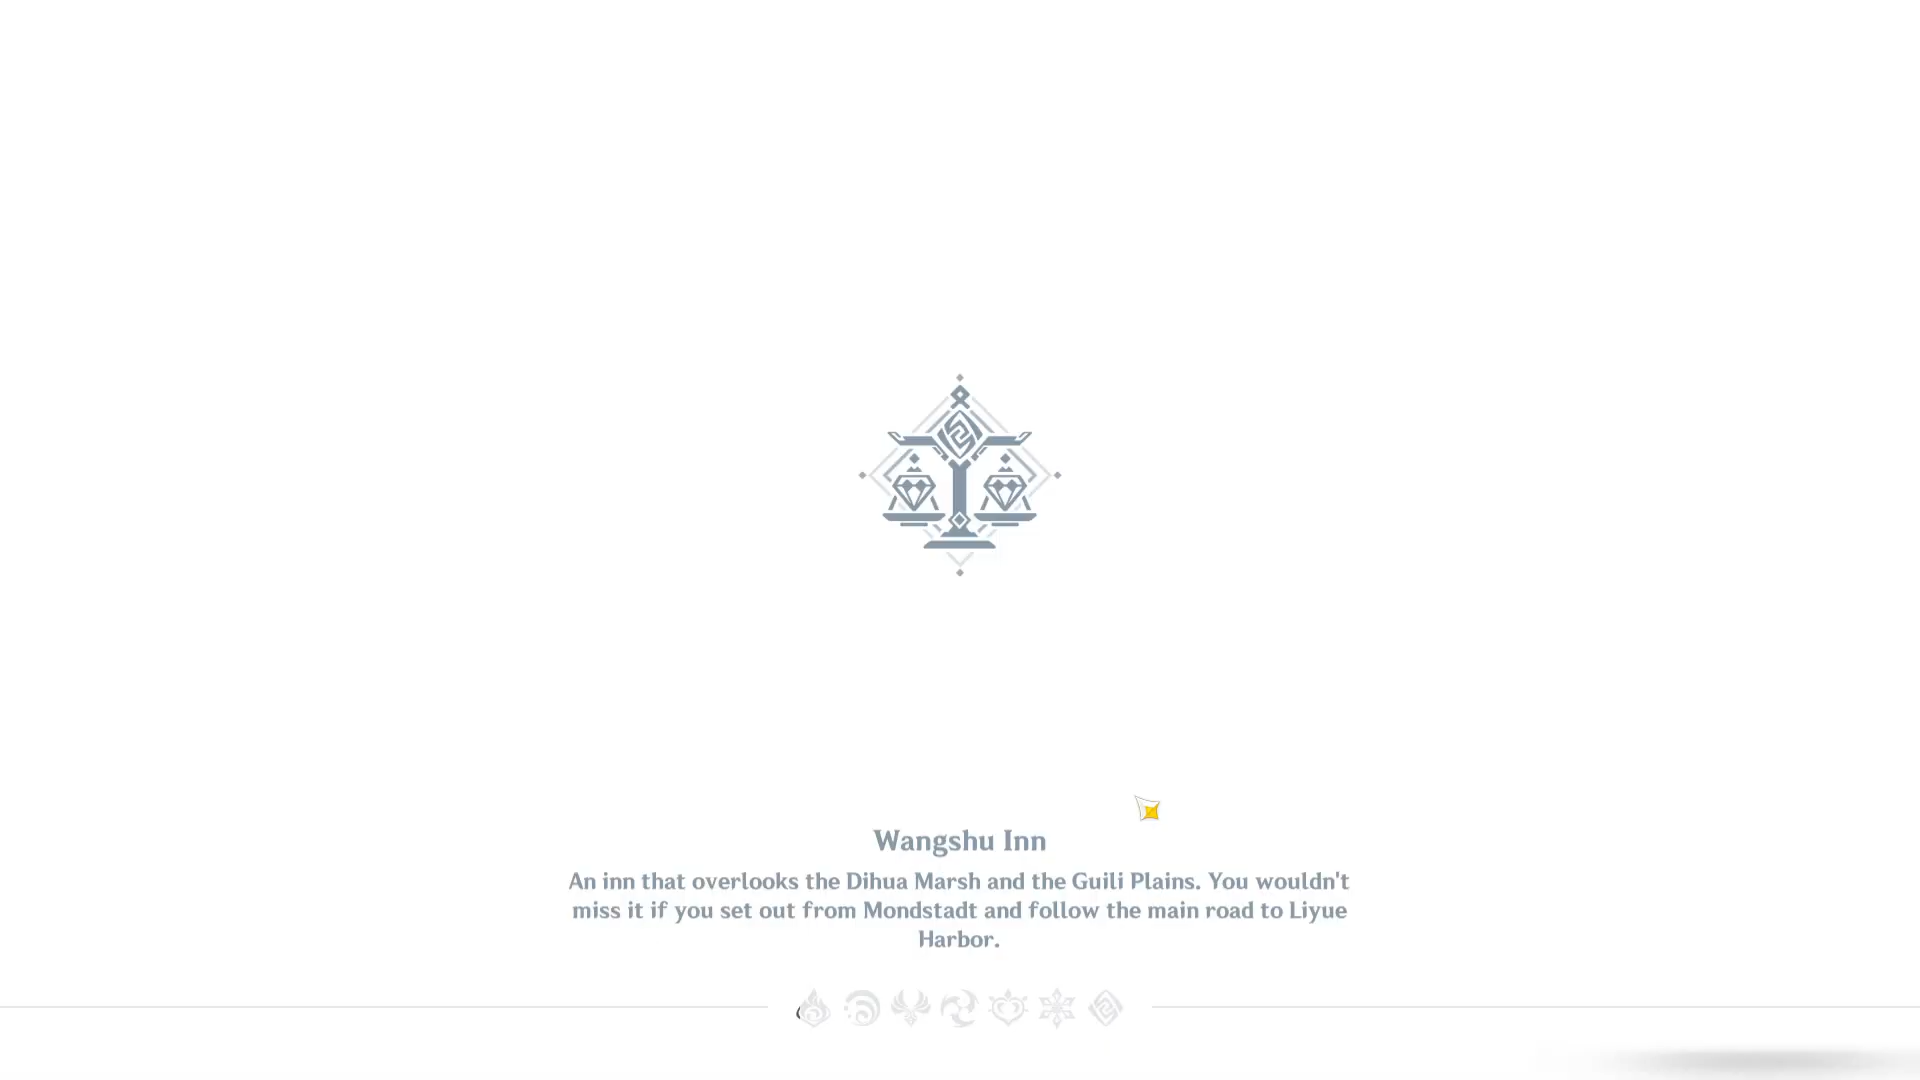 Wangshu Inn
An inn that overlooks the Dihua Marsh and the Guili Plains. You wouldn't
miss it if you set out from Mondstadt and follow the main road to Liyue
Harbor.